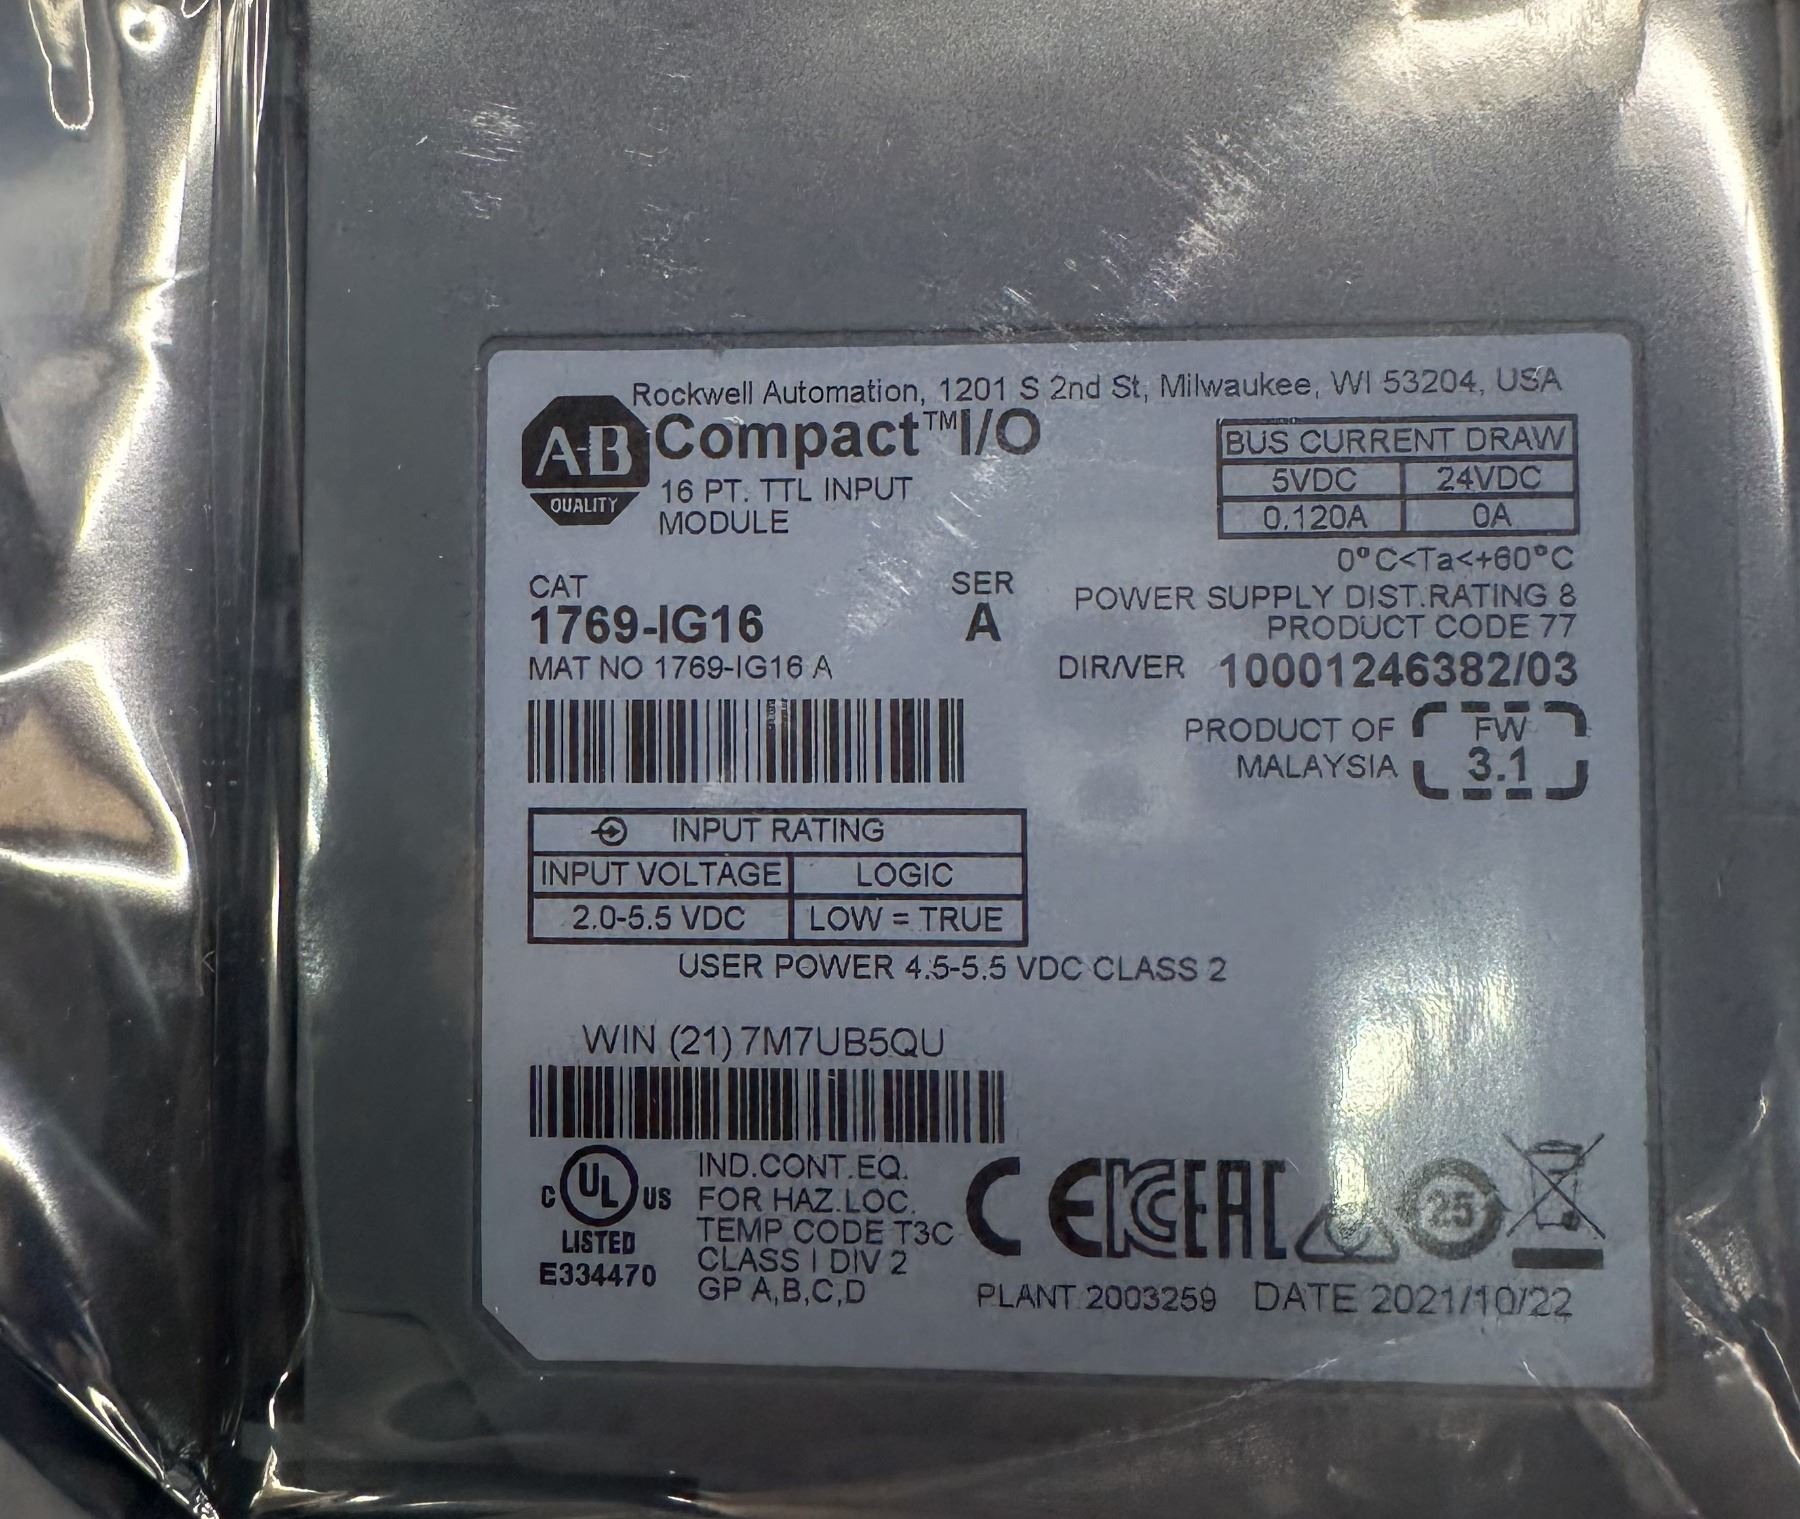 Rockwell Automation, 1201 S 2nd St, Milwaukee, WI 53204, USA
A-B
QUALITY
Compact™I/O
16 PT. TTL INPUT
MODULE
BUS CURRENT DRAW
5VDC 24VDC
0.120A 0A
0°C<Ta<+60°C
POWER SUPPLY DIST.RATING 8
PRODUCT CODE 77
CAT
1769-IG16
SER
A
MAT NO 1769-IG16 A
DIR/VER 10001246382/03
PRODUCT OF
MALAYSIA
FW
3.1
INPUT RATING
INPUT VOLTAGE LOGIC
2.0-5.5 VDC LOW = TRUE
USER POWER 4.5-5.5 VDC CLASS 2
WIN (21) 7M7UB5QU
C UL US
LISTED
E334470
IND.CONT.EQ.
FOR HAZ.LOC.
TEMP CODE T3C
CLASS I DIV 2
GP A,B,C,D
CE KC EAC 25
PLANT 2003259 DATE 2021/10/22